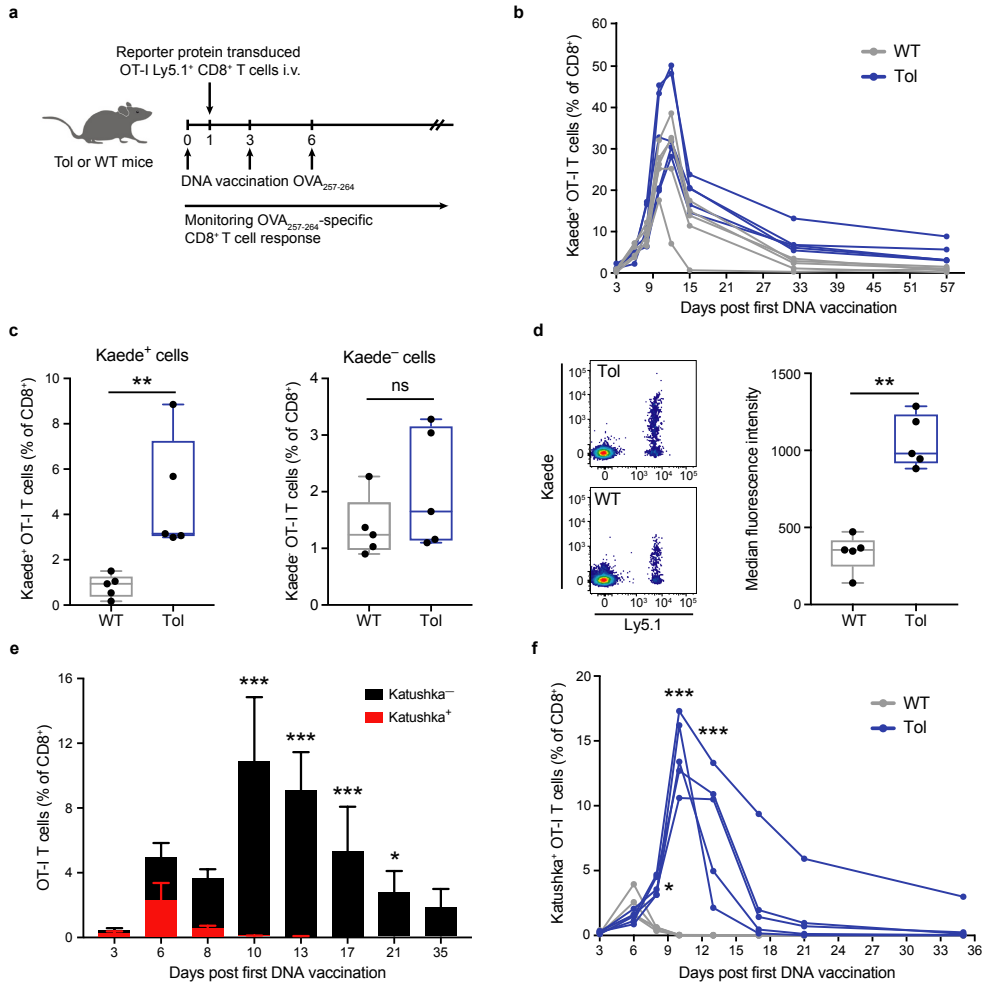 a
Reporter protein transduced
OT-I Ly5.1⁺ CD8⁺ T cells i.v.
0 1 3 6
Tol or WT mice
DNA vaccination OVA₂₅₇₋₂₆₄
Monitoring OVA₂₅₇₋₂₆₄-specific
CD8⁺ T cell response
b
Kaede⁺ OT-I T cells (% of CD8⁺)
60
50
40
30
20
10
0
3 9 15 21 27 33 39 45 51 57
Days post first DNA vaccination
WT
Tol
c
Kaede⁺ cells
Kaede⁺ OT-I T cells (% of CD8⁺)
10
8
6
4
2
0
**
WT Tol
Kaede⁻ cells
Kaede⁻ OT-I T cells (% of CD8⁺)
4
3
2
1
0
ns
WT Tol
d
Kaede
Tol
10⁵
10³
0
0 10³ 10⁴ 10⁵
WT
10⁵
10³
0
0 10³ 10⁴ 10⁵
Ly5.1
Median fluorescence intensity
1500
1000
500
0
**
WT Tol
e
OT-I T cells (% of CD8⁺)
16
12
8
4
0
*** *** *** *
Katushka⁻
Katushka⁺
3 6 8 10 13 17 21 35
Days post first DNA vaccination
f
Katushka⁺ OT-I T cells (% of CD8⁺)
20
15
10
5
0
***
***
*
WT
Tol
3 6 9 12 15 18 21 24 27 30 33 36
Days post first DNA vaccination